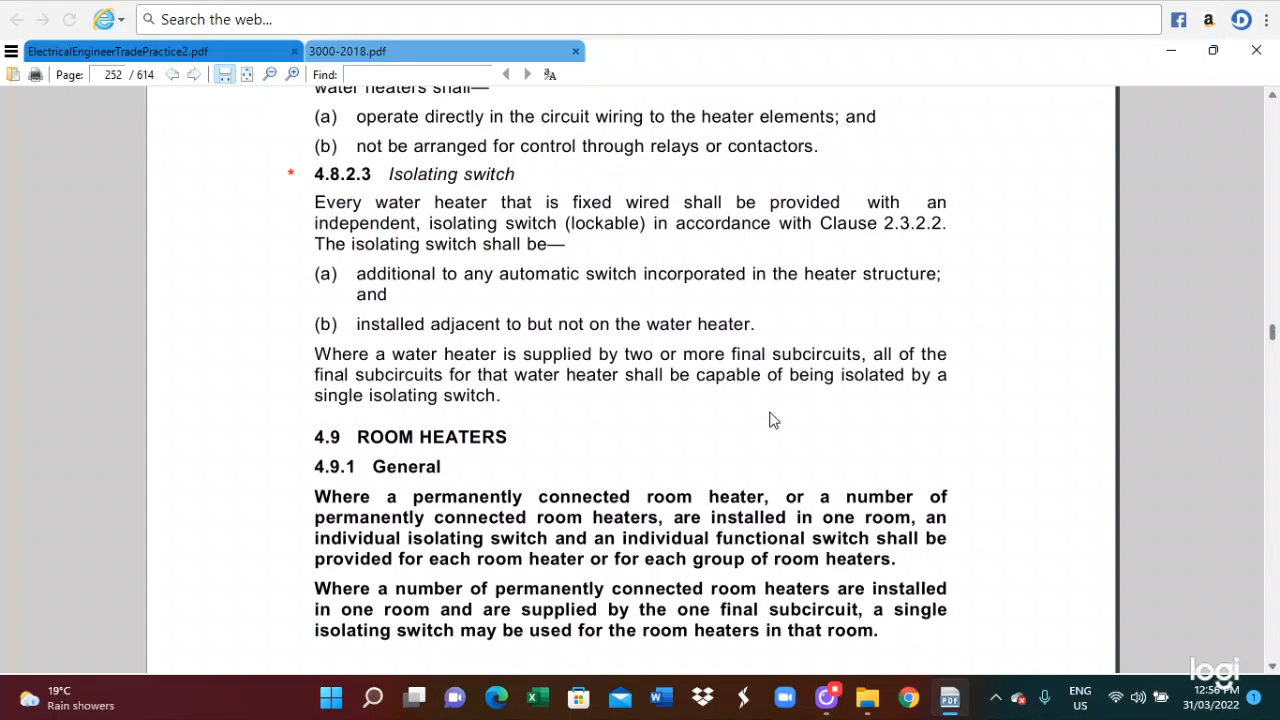 Search the web...
ElectricalEngineerTradePractice2.pdf
3000-2018.pdf
Page: 252 / 614
Find:
water heaters shall—
(a) operate directly in the circuit wiring to the heater elements; and
(b) not be arranged for control through relays or contactors.
* 4.8.2.3 Isolating switch
Every water heater that is fixed wired shall be provided with an
independent, isolating switch (lockable) in accordance with Clause 2.3.2.2.
The isolating switch shall be—
(a) additional to any automatic switch incorporated in the heater structure;
and
(b) installed adjacent to but not on the water heater.
Where a water heater is supplied by two or more final subcircuits, all of the
final subcircuits for that water heater shall be capable of being isolated by a
single isolating switch.
4.9 ROOM HEATERS
4.9.1 General
Where a permanently connected room heater, or a number of
permanently connected room heaters, are installed in one room, an
individual isolating switch and an individual functional switch shall be
provided for each room heater or for each group of room heaters.
Where a number of permanently connected room heaters are installed
in one room and are supplied by the one final subcircuit, a single
isolating switch may be used for the room heaters in that room.
logi
19°C
Rain showers
ENG
US
12:56 PM
31/03/2022